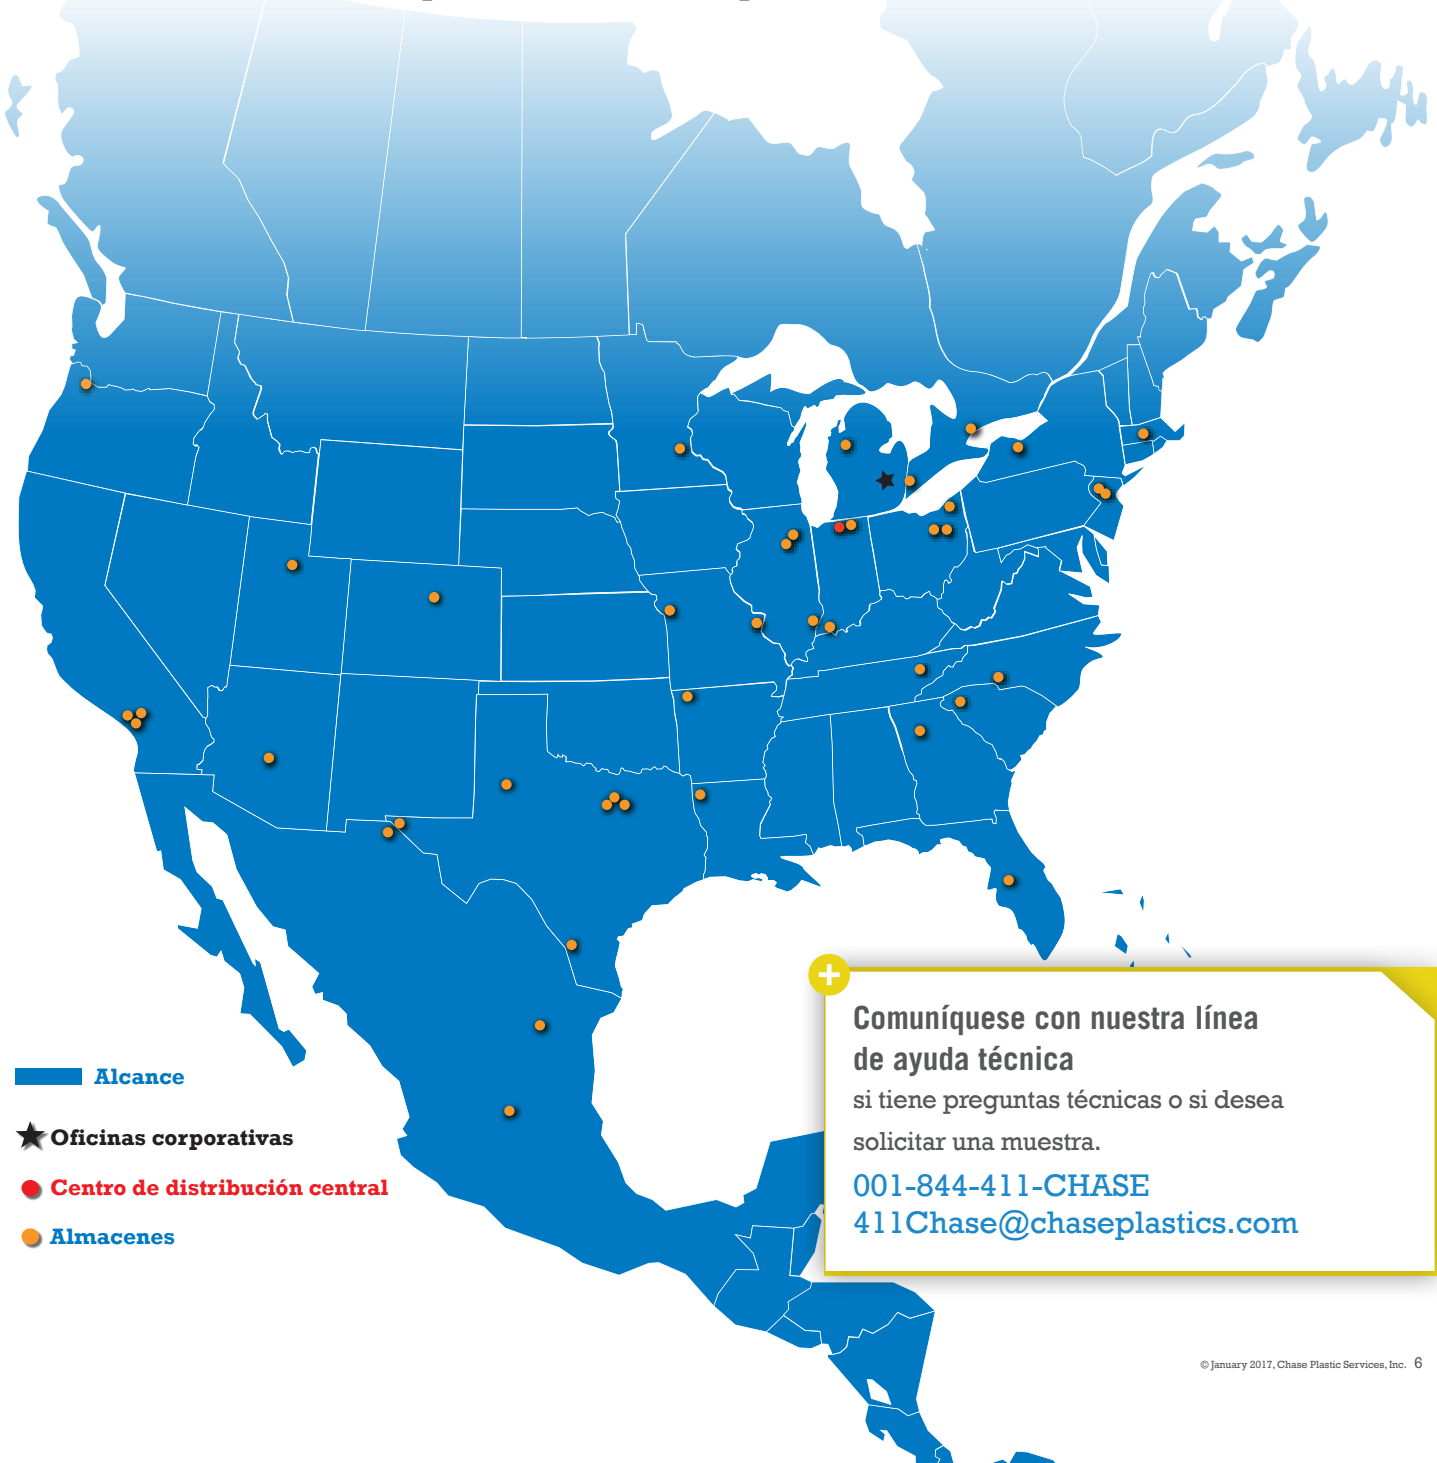 Alcance
Oficinas corporativas
Centro de distribución central
Almacenes
Comuníquese con nuestra línea
de ayuda técnica
si tiene preguntas técnicas o si desea
solicitar una muestra.
001-844-411-CHASE
411Chase@chaseplastics.com
© January 2017, Chase Plastic Services, Inc. 6